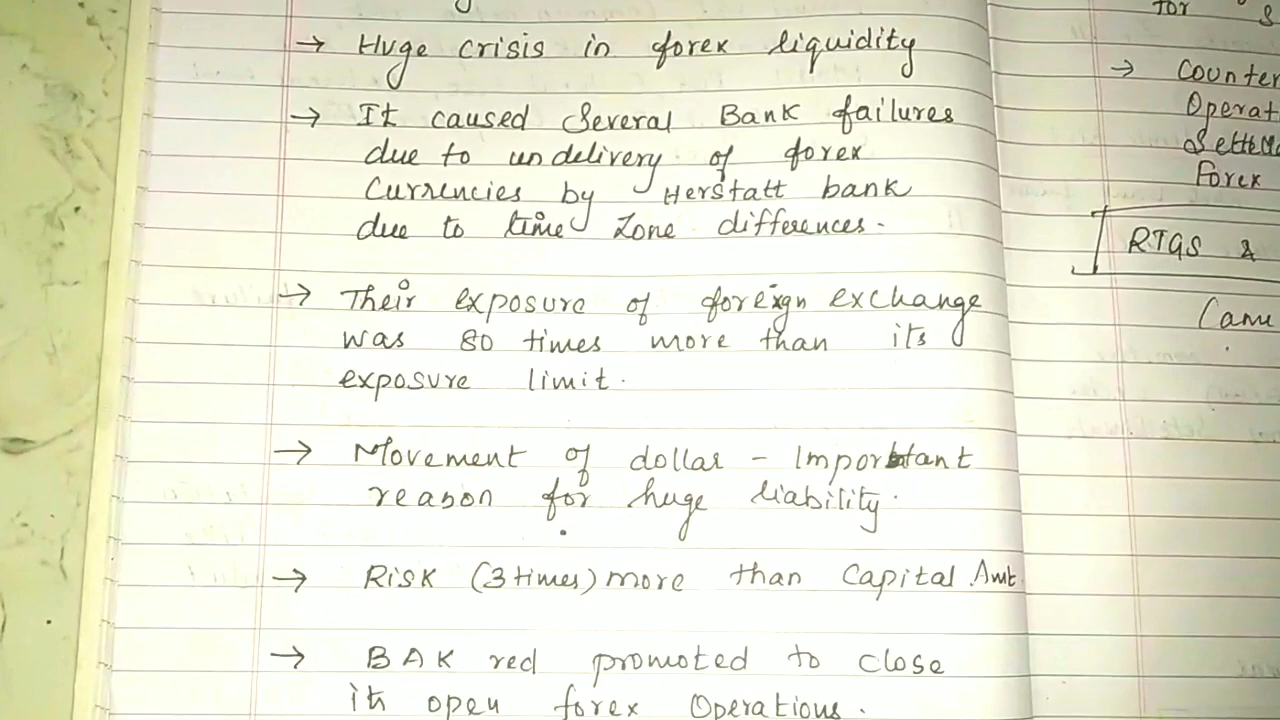 → Huge crisis in forex liquidity
→ It caused Several Bank failures
due to undelivery of forex
Currencies by Herstatt bank
due to time zone differences.
→ Their exposure of foreign exchange
was 80 times more than its
exposure limit.
→ Movement of dollar - Important
reason for huge liability.
→ Risk (3 times) more than Capital Amt.
→ BAK red promoted to close
its open forex Operations.
for
→ Counter
Operat
Settlem
Forex
RTGS &
Came